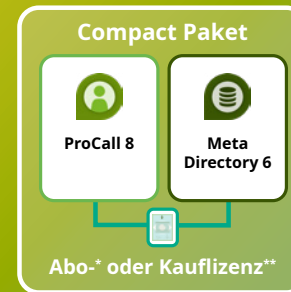 Compact Paket
ProCall 8
Meta
Directory 6
Abo-* oder Kauflizenz**